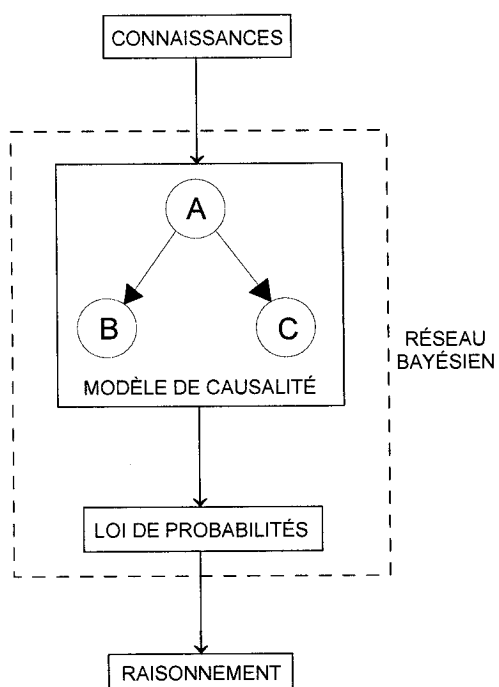 CONNAISSANCES
A
B
C
MODÈLE DE CAUSALITÉ
RÉSEAU
BAYÉSIEN
LOI DE PROBABILITÉS
RAISONNEMENT